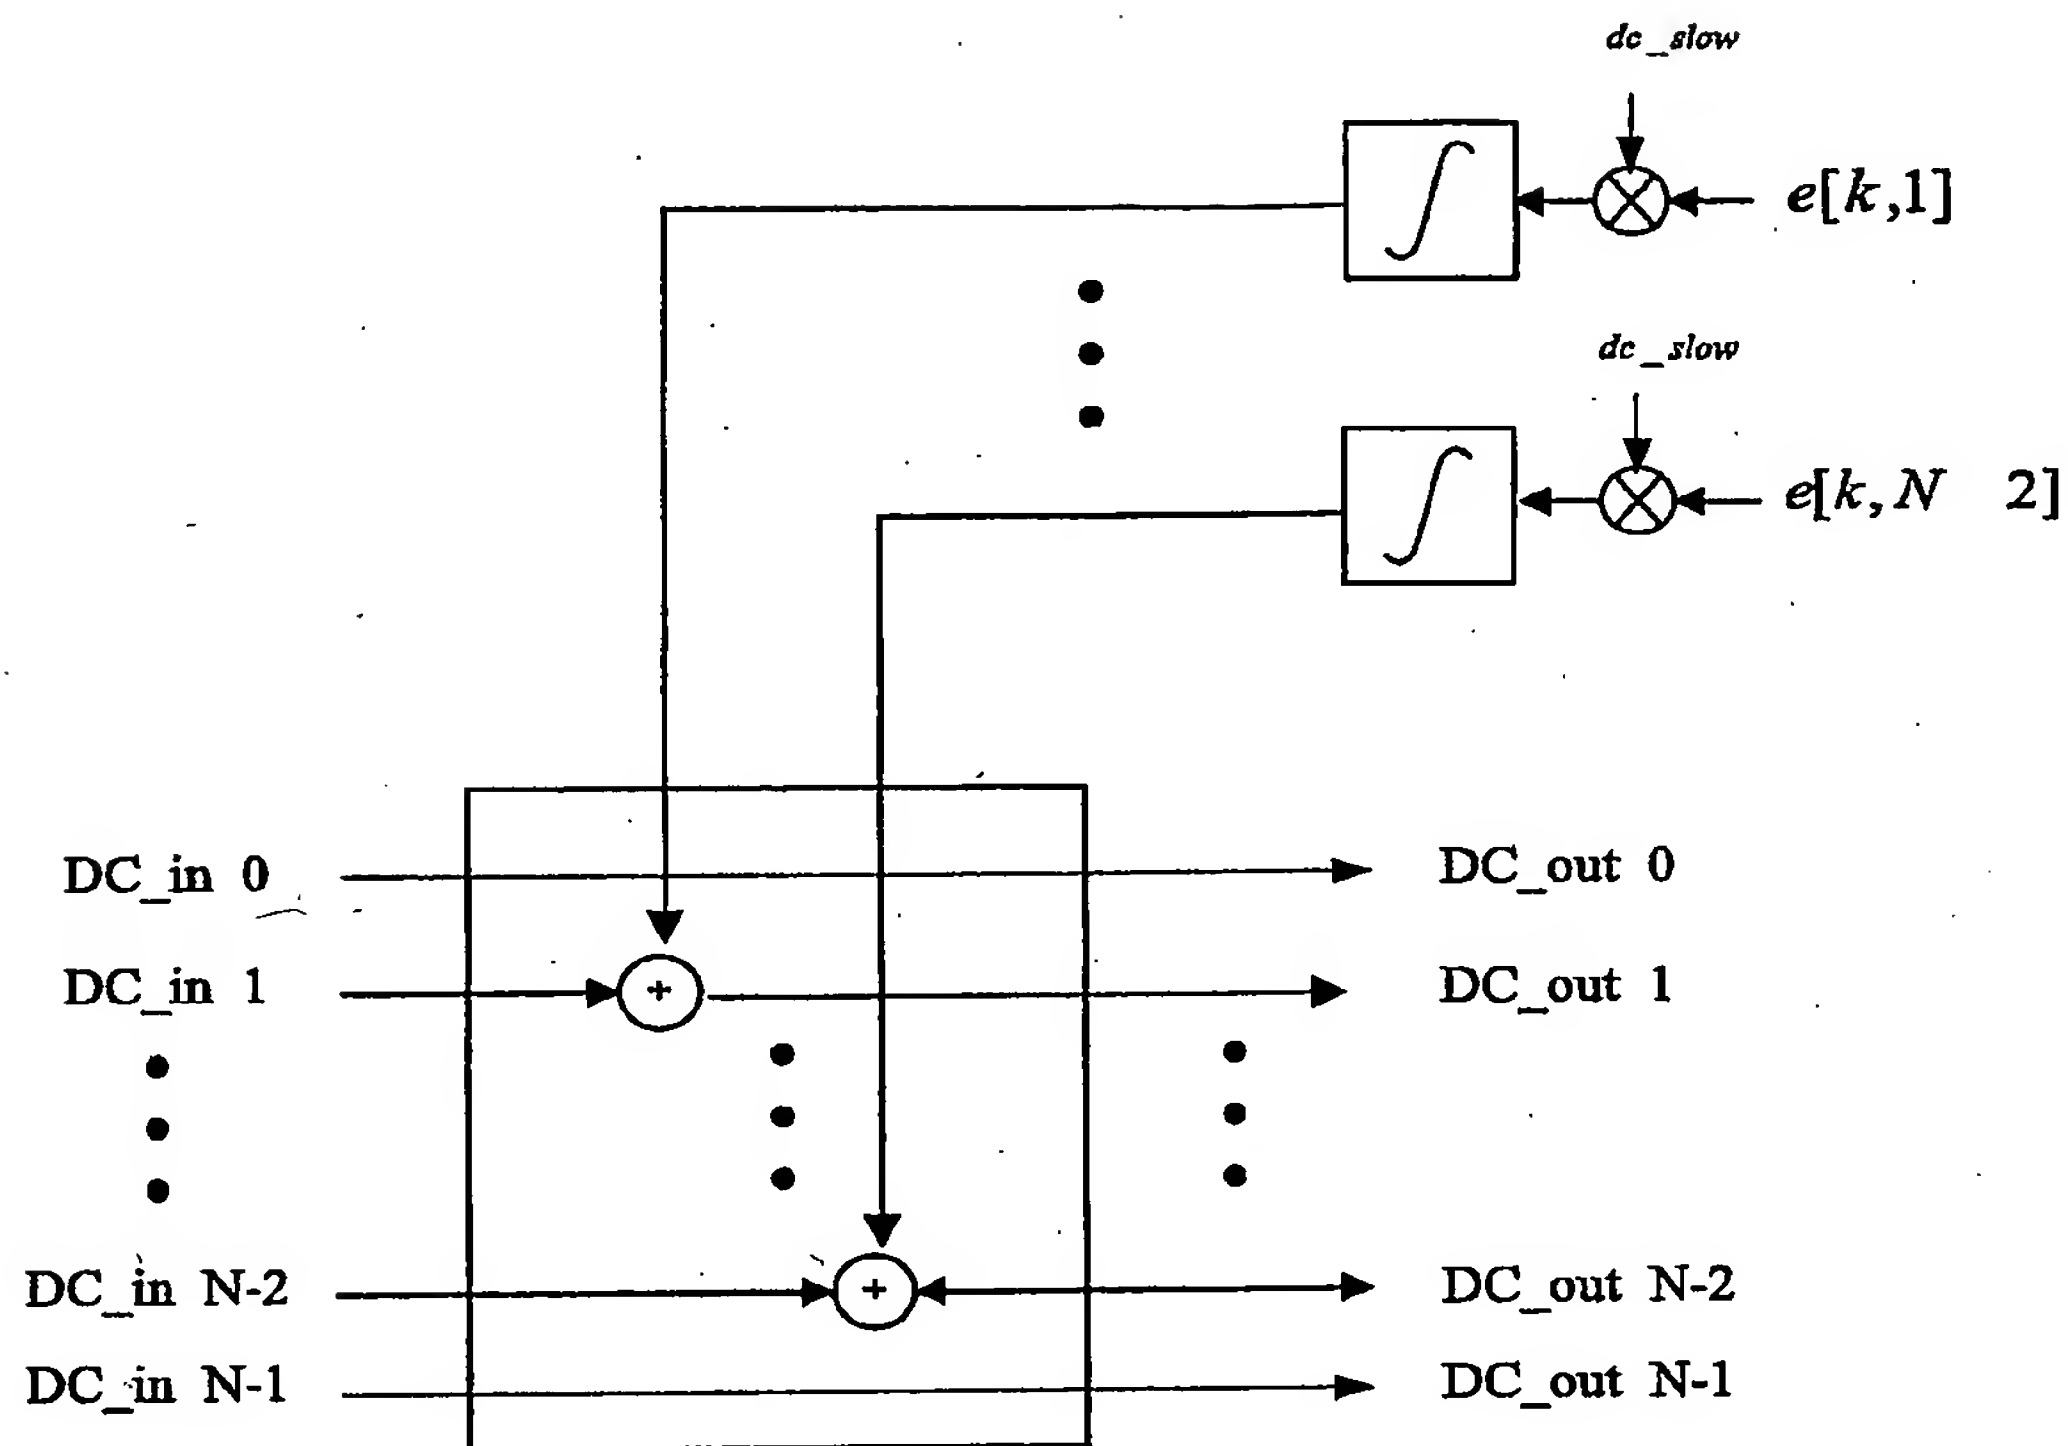 dc_slow
∫
e[k,1]
dc_slow
∫
e[k,N 2]
DC_in 0
DC_out 0
DC_in 1
+
DC_out 1
DC_in N-2
+
DC_out N-2
DC_in N-1
DC_out N-1